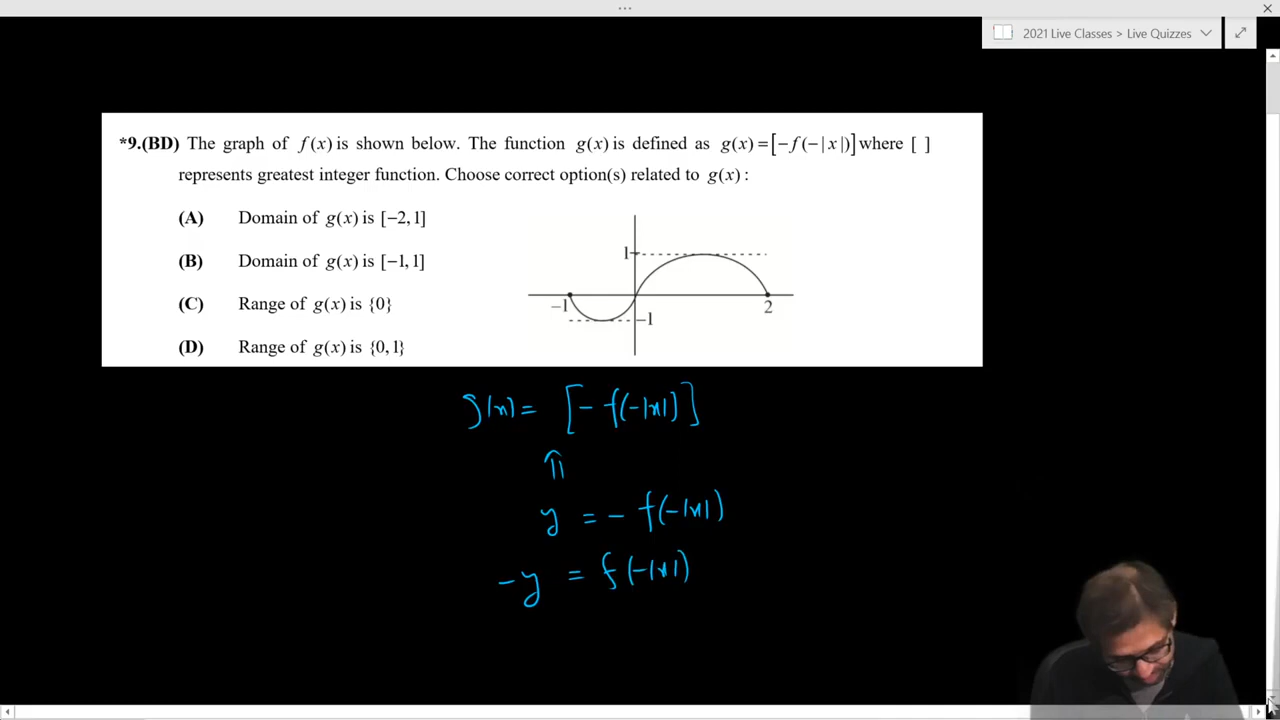 2021 Live Classes > Live Quizzes
*9.(BD) The graph of f(x) is shown below. The function g(x) is defined as g(x)=[-f(-|x|)] where [ ]
represents greatest integer function. Choose correct option(s) related to g(x):
(A) Domain of g(x) is [-2,1]
(B) Domain of g(x) is [-1,1]
(C) Range of g(x) is {0}
(D) Range of g(x) is {0,1}
1
-1
2
-1
g(x) = [- f(-|x|)]
⇑
y = - f(-|x|)
-y = f(-|x|)